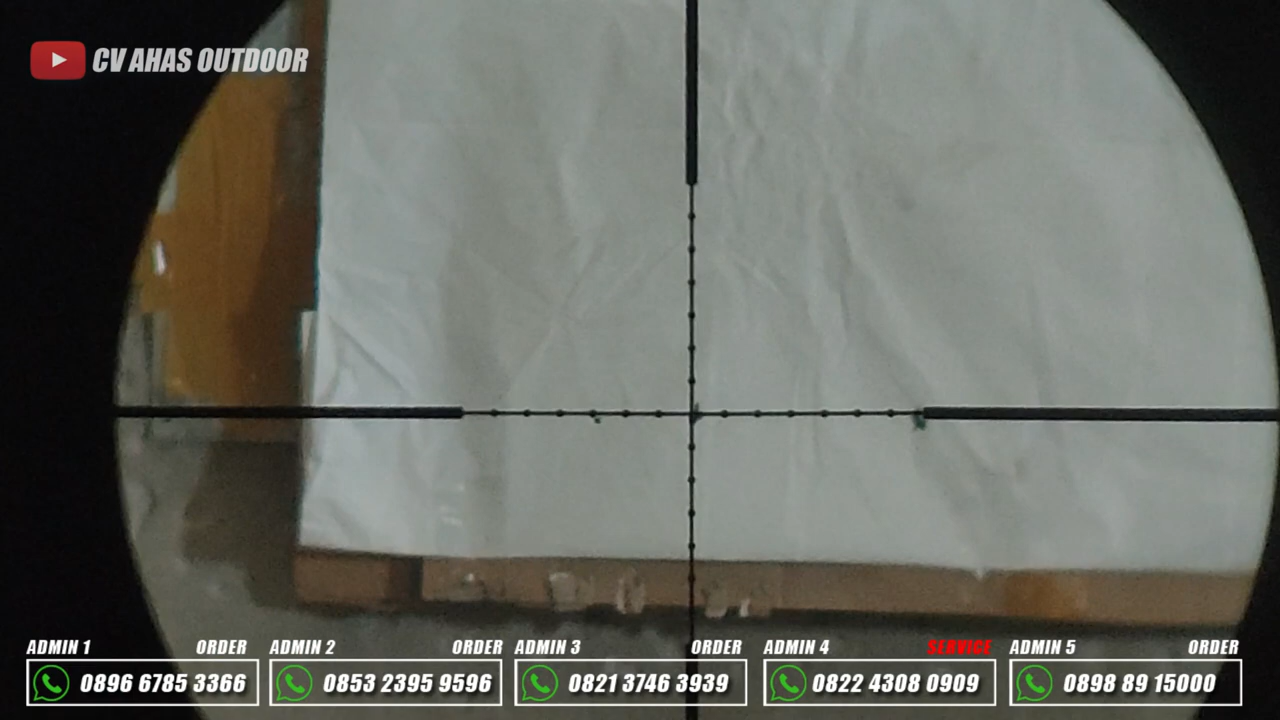 CV AHAS OUTDOOR
ADMIN 1 ORDER
0896 6785 3366
ADMIN 2 ORDER
0853 2395 9596
ADMIN 3 ORDER
0821 3746 3939
ADMIN 4 SERVICE
0822 4308 0909
ADMIN 5 ORDER
0898 89 15000